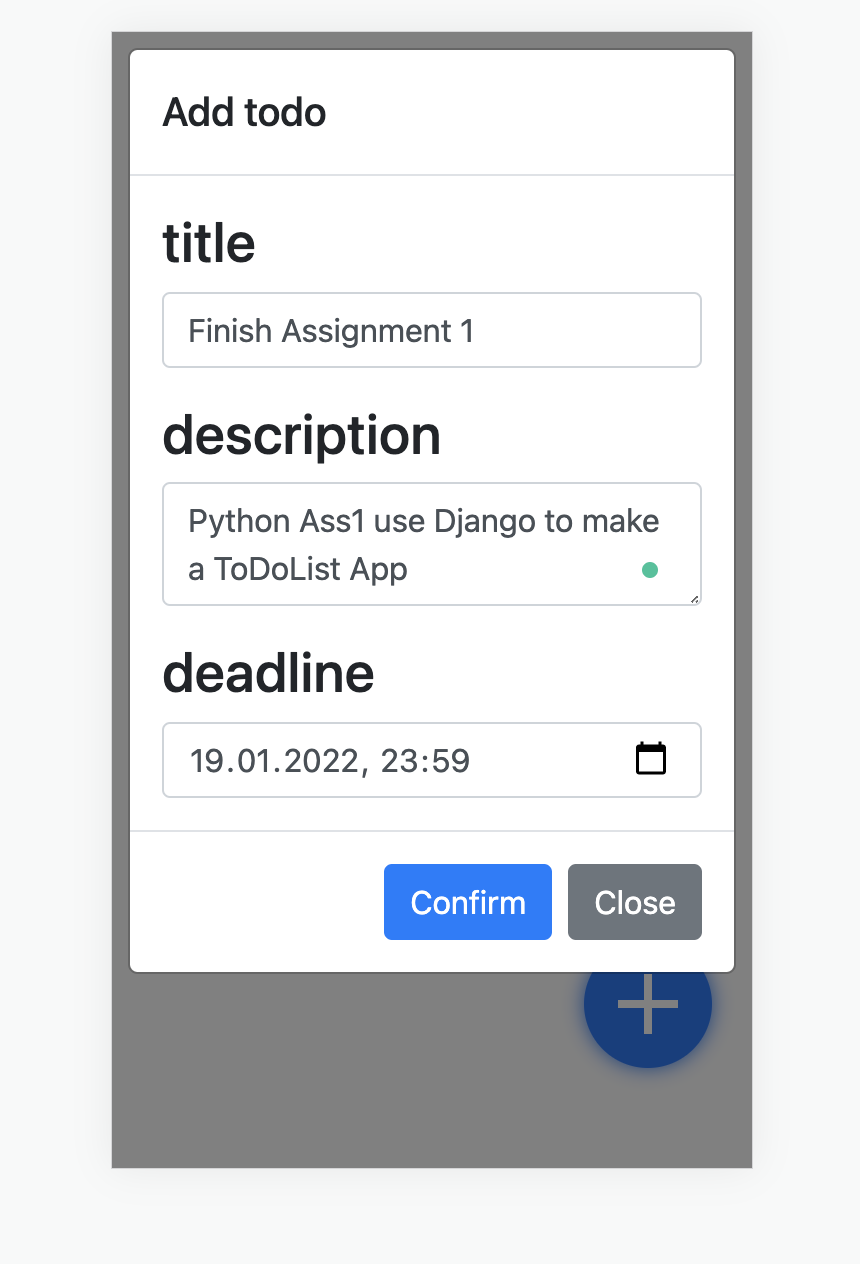 Add todo
title
Finish Assignment 1
description
Python Ass1 use Django to make
a ToDoList App
deadline
19.01.2022, 23:59
Confirm Close